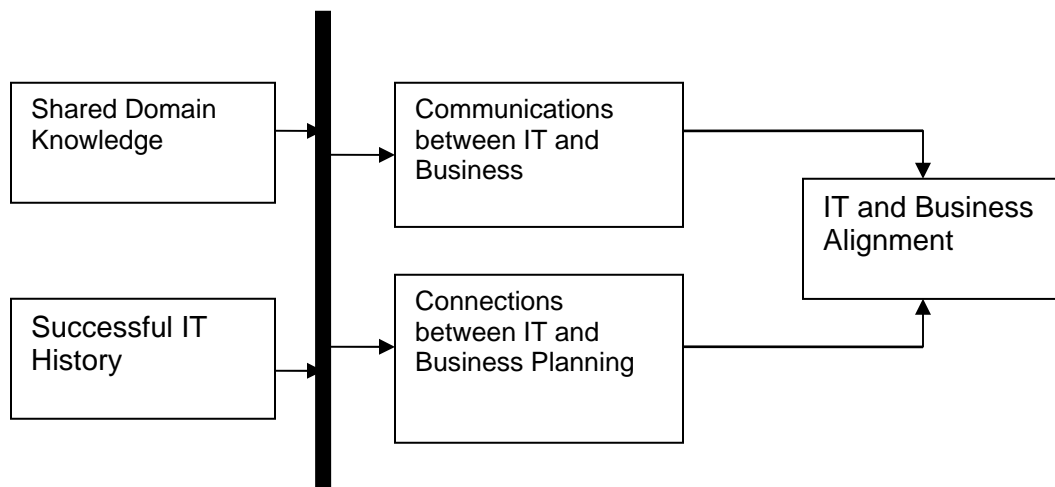 Shared Domain
Knowledge
Communications
between IT and
Business
IT and Business
Alignment
Successful IT
History
Connections
between IT and
Business Planning